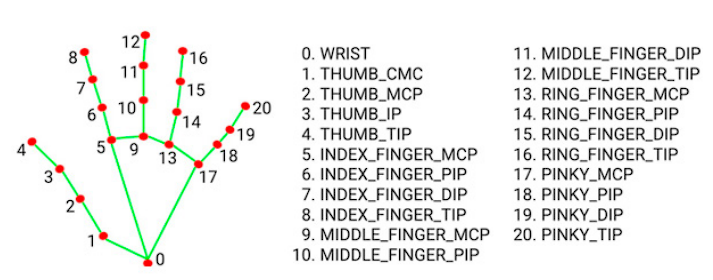 12
8
16
11
7
15
10
6
14
20
5
9
13
19
18
4
17
3
2
1
0
0. WRIST
1. THUMB_CMC
2. THUMB_MCP
3. THUMB_IP
4. THUMB_TIP
5. INDEX_FINGER_MCP
6. INDEX_FINGER_PIP
7. INDEX_FINGER_DIP
8. INDEX_FINGER_TIP
9. MIDDLE_FINGER_MCP
10. MIDDLE_FINGER_PIP
11. MIDDLE_FINGER_DIP
12. MIDDLE_FINGER_TIP
13. RING_FINGER_MCP
14. RING_FINGER_PIP
15. RING_FINGER_DIP
16. RING_FINGER_TIP
17. PINKY_MCP
18. PINKY_PIP
19. PINKY_DIP
20. PINKY_TIP